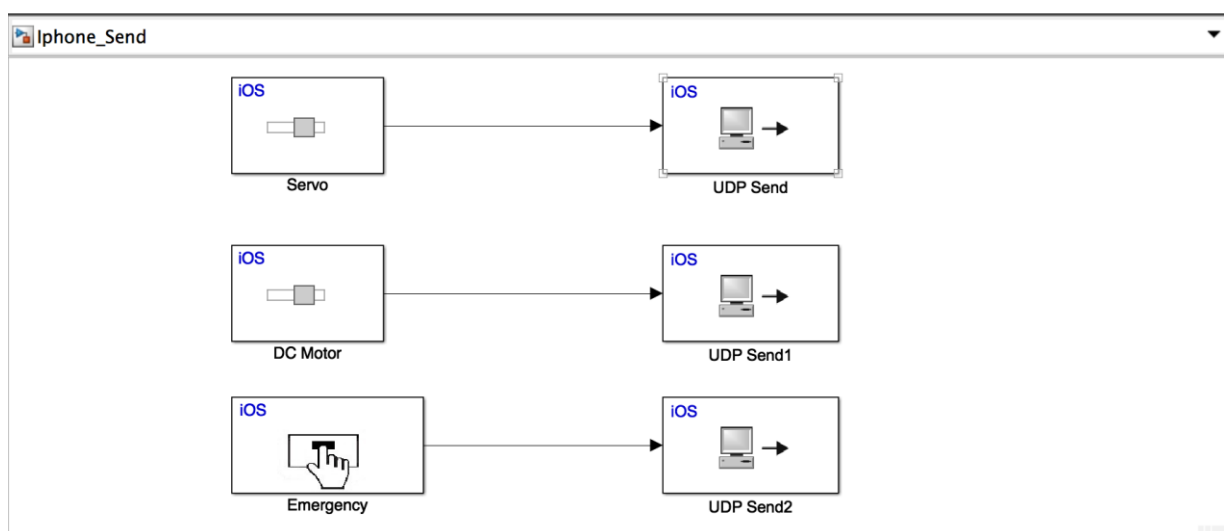 Iphone_Send
iOS
iOS
Servo
UDP Send
iOS
iOS
DC Motor
UDP Send1
iOS
iOS
Emergency
UDP Send2